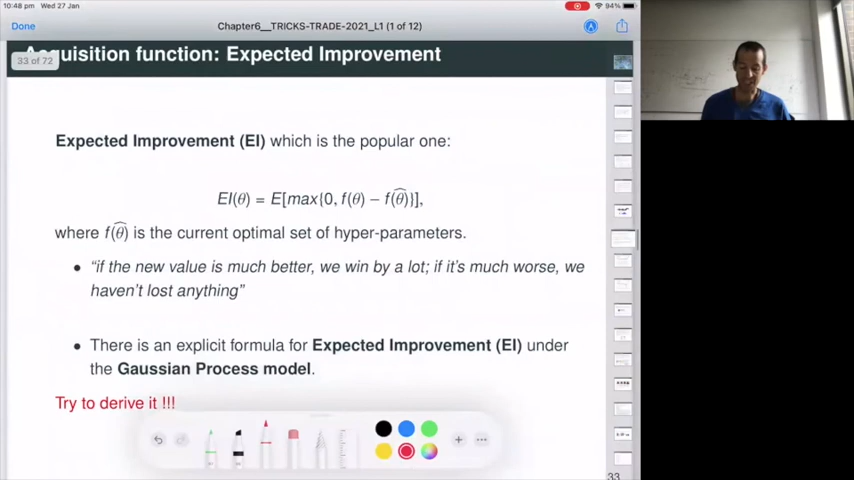 10:48 pm Wed 27 Jan
94%
Done
Chapter6__TRICKS-TRADE-2021_L1 (1 of 12)
Acquisition function: Expected Improvement
33 of 72
Expected Improvement (EI) which is the popular one:
EI(θ) = E[max{0, f(θ) − f(θ̂)}],
where f(θ̂) is the current optimal set of hyper-parameters.
• “if the new value is much better, we win by a lot; if it's much worse, we
haven't lost anything”
• There is an explicit formula for Expected Improvement (EI) under
the Gaussian Process model.
Try to derive it !!!
33